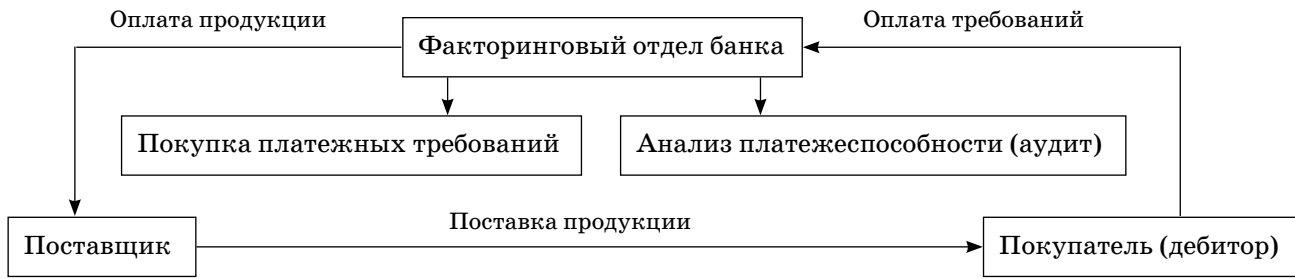 Оплата продукции
Оплата требований
Факторинговый отдел банка
Покупка платежных требований
Анализ платежеспособности (аудит)
Поставка продукции
Поставщик
Покупатель (дебитор)